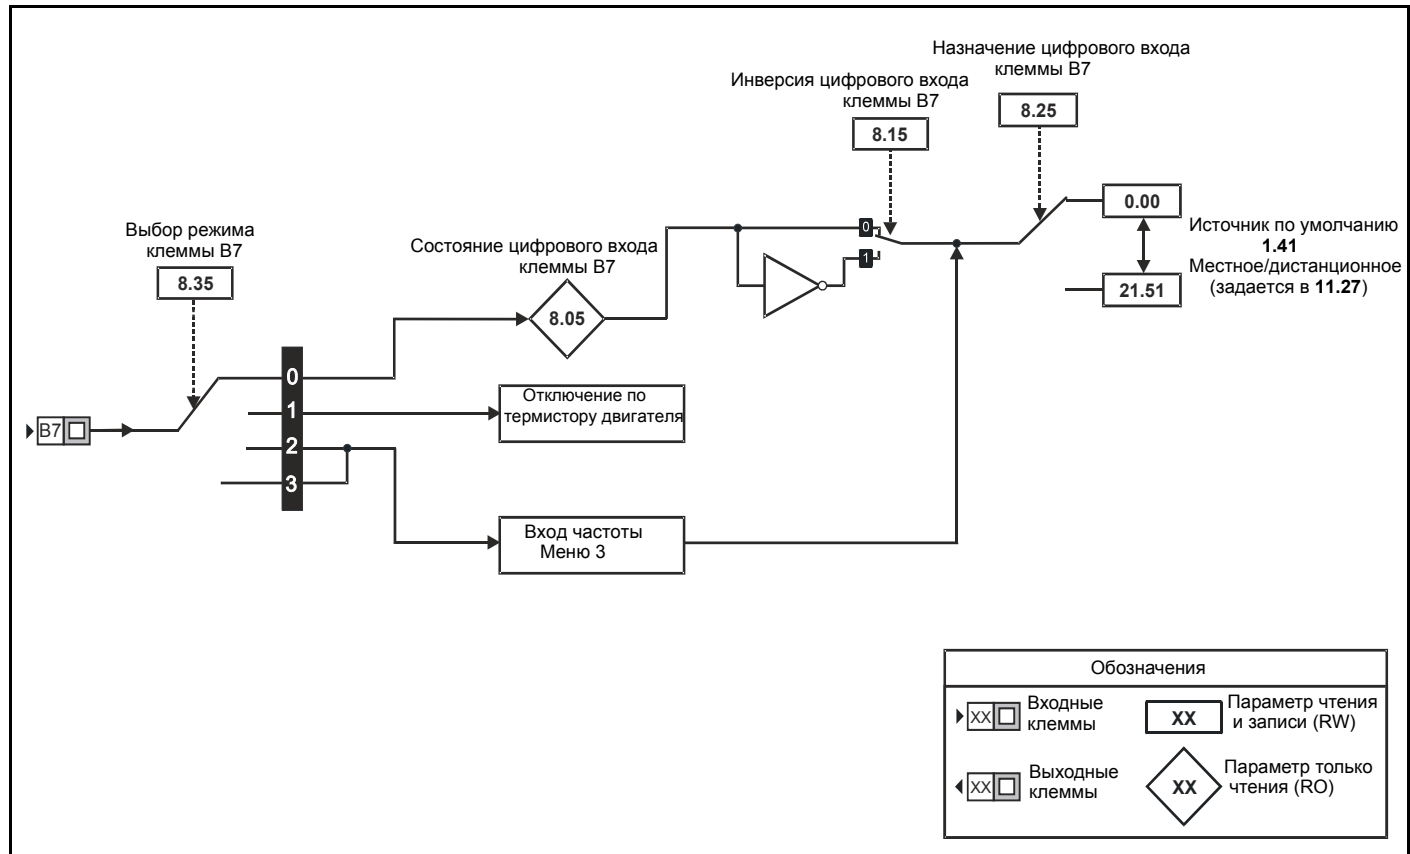 Назначение цифрового входа
клеммы B7
8.25
Инверсия цифрового входа
клеммы B7
8.15
Выбор режима
клеммы B7
8.35
Состояние цифрового входа
клеммы B7
8.05
0
1
0.00
21.51
Источник по умолчанию
1.41
Местное/дистанционное
(задается в 11.27)
B7
0
1
2
3
Отключение по
термистору двигателя
Вход частоты
Меню 3
Обозначения
XX
Входные
клеммы
XX
Параметр чтения
и записи (RW)
XX
Выходные
клеммы
XX
Параметр только
чтения (RO)